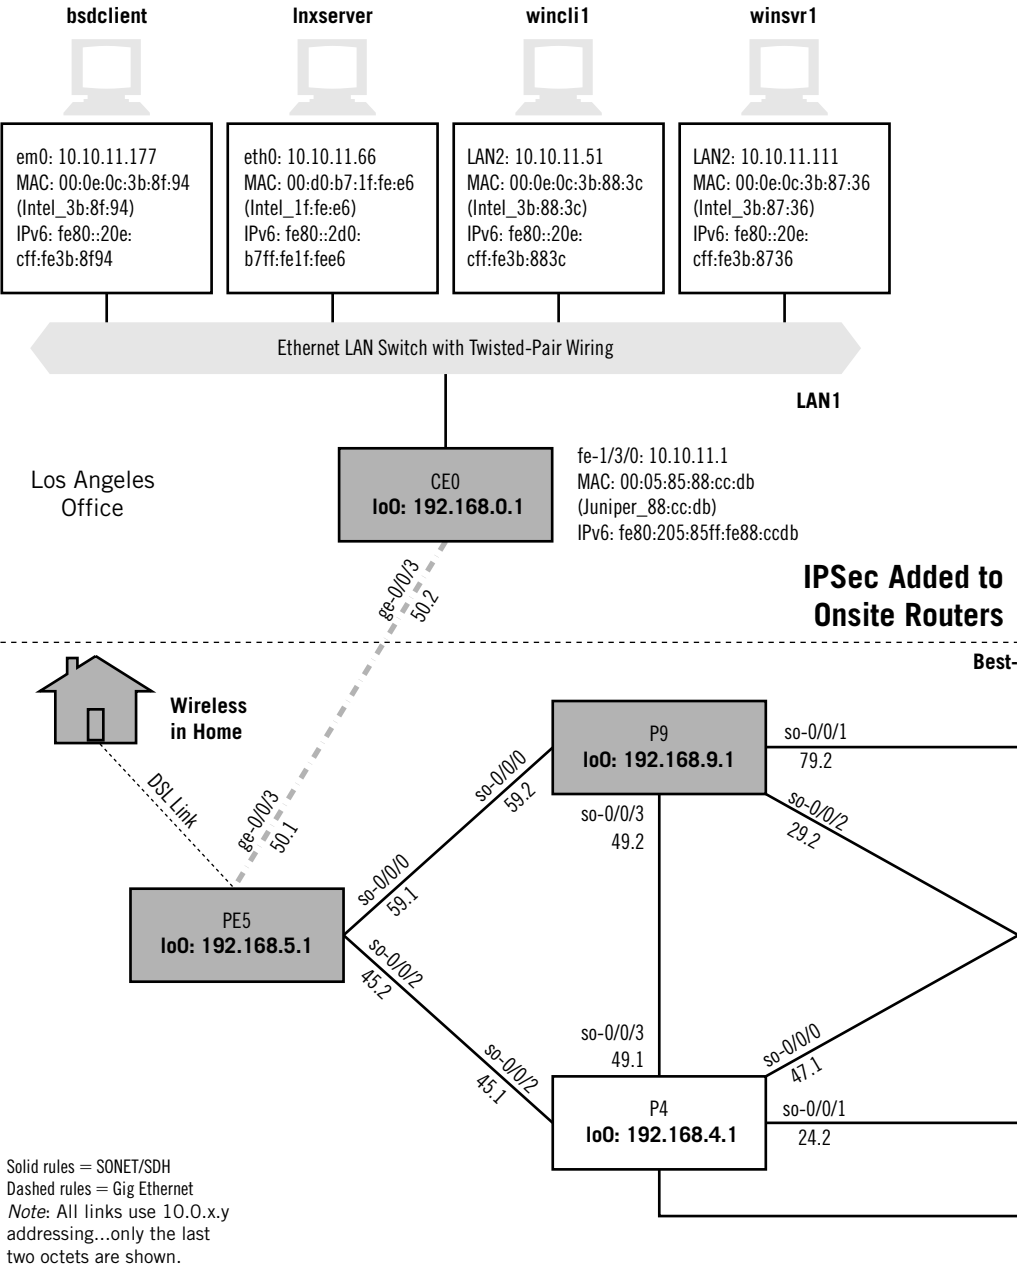 bsdclient
lnxserver
wincli1
winsvr1
em0: 10.10.11.177
MAC: 00:0e:0c:3b:8f:94
(Intel_3b:8f:94)
IPv6: fe80::20e:
cff:fe3b:8f94
eth0: 10.10.11.66
MAC: 00:d0:b7:1f:fe:e6
(Intel_1f:fe:e6)
IPv6: fe80::2d0:
b7ff:fe1f:fee6
LAN2: 10.10.11.51
MAC: 00:0e:0c:3b:88:3c
(Intel_3b:88:3c)
IPv6: fe80::20e:
cff:fe3b:883c
LAN2: 10.10.11.111
MAC: 00:0e:0c:3b:87:36
(Intel_3b:87:36)
IPv6: fe80::20e:
cff:fe3b:8736
Ethernet LAN Switch with Twisted-Pair Wiring
LAN1
Los Angeles
Office
CE0
lo0: 192.168.0.1
fe-1/3/0: 10.10.11.1
MAC: 00:05:85:88:cc:db
(Juniper_88:cc:db)
IPv6: fe80:205:85ff:fe88:ccdb
ge-0/0/3
50.2
IPSec Added to
Onsite Routers
Best-
Wireless
in Home
DSL Link
ge-0/0/3
50.1
P9
lo0: 192.168.9.1
so-0/0/1
79.2
so-0/0/0
59.2
so-0/0/3
49.2
so-0/0/2
29.2
so-0/0/0
59.1
PE5
lo0: 192.168.5.1
so-0/0/2
45.2
so-0/0/2
45.1
so-0/0/3
49.1
so-0/0/0
47.1
P4
lo0: 192.168.4.1
so-0/0/1
24.2
Solid rules = SONET/SDH
Dashed rules = Gig Ethernet
Note: All links use 10.0.x.y
addressing...only the last
two octets are shown.